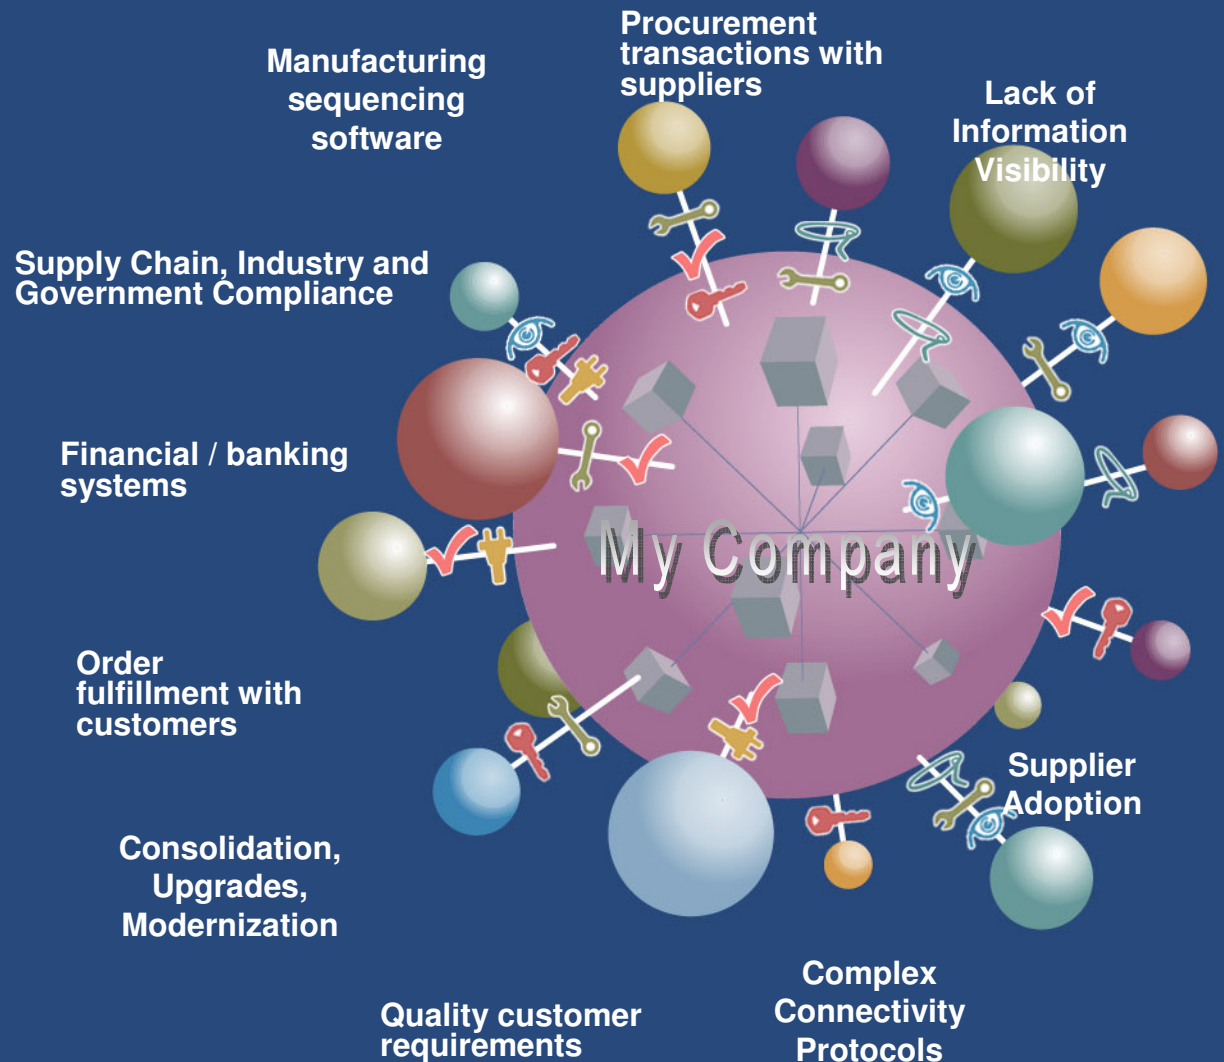 Procurement
transactions with
suppliers
Manufacturing
sequencing
software
Lack of
Information
Visibility
Supply Chain, Industry and
Government Compliance
Financial / banking
systems
My Company
Order
fulfillment with
customers
Supplier
Adoption
Consolidation,
Upgrades,
Modernization
Complex
Connectivity
Protocols
Quality customer
requirements